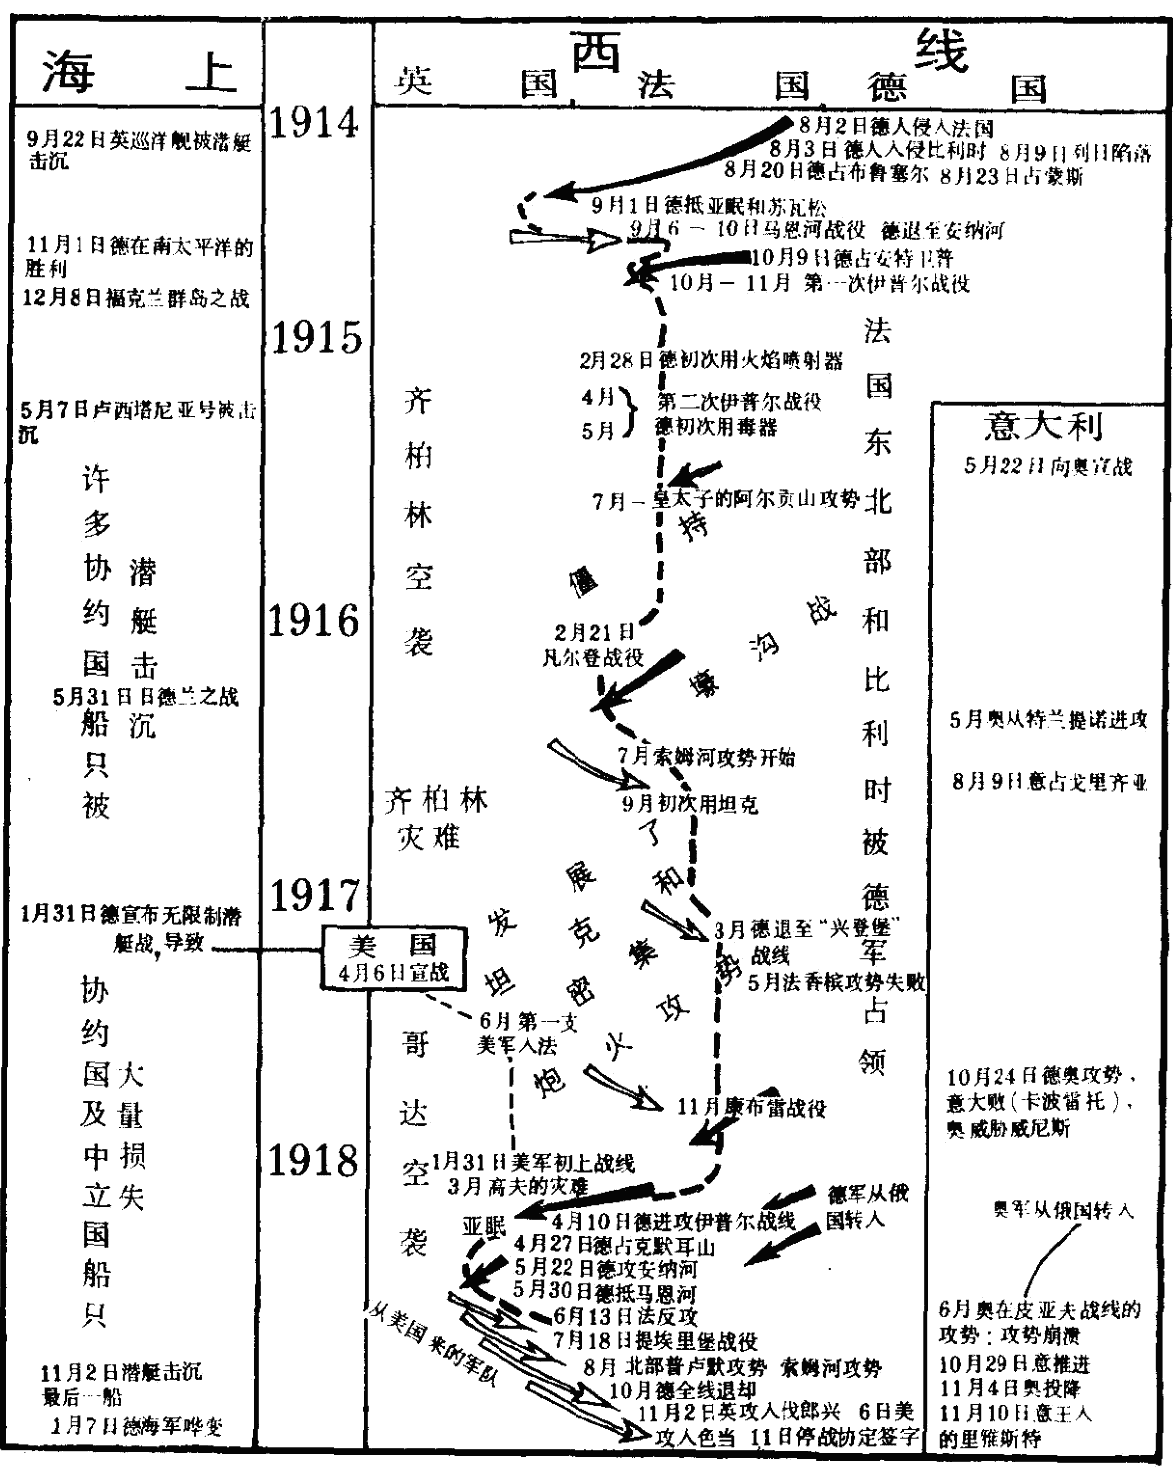 海上
9月22日英巡洋舰被潜艇
击沉
11月1日德在南太平洋的
胜利
12月8日福克兰群岛之战
5月7日卢西塔尼亚号被击
沉
许多协约国船只被
潜艇击沉
5月31日日德兰之战
1月31日德宣布无限制潜
艇战,导致
协约国及中立国船只
大量损失
11月2日潜艇击沉
最后一船
1月7日德海军哗变
1914
1915
1916
1917
1918
西线
英国 法国 德国
8月2日德人侵入法国
8月3日德人入侵比利时 8月9日列日陷落
8月20日德占布鲁塞尔 8月23日占蒙斯
9月1日德抵亚眠和苏瓦松
9月6－10日马恩河战役 德退至安纳河
10月9日德占安特卫普
10月－11月 第一次伊普尔战役
2月28日德初次用火焰喷射器
4月
5月
第二次伊普尔战役
德初次用毒器
7月－皇太子的阿尔贡山攻势
齐柏林空袭
僵持
壕沟战
法国东北部和比利时被德军占领
2月21日
凡尔登战役
7月索姆河攻势开始
9月初次用坦克
齐柏林
灾难
发展了
坦克和
炮火密集攻势
美国
4月6日宣战
3月德退至“兴登堡”
战线
5月法香槟攻势失败
6月第一支
美军入法
哥达空袭
11月康布雷战役
1月31日美军初上战线
3月高夫的灾难
亚眠
4月10日德进攻伊普尔战线
德军从俄
国转入
4月27日德占克默耳山
5月22日德攻安纳河
5月30日德抵马恩河
6月13日法反攻
7月18日提埃里堡战役
从美国来的军队
8月 北部普卢默攻势 索姆河攻势
10月德全线退却
11月2日英攻入伐郎兴 6日美
攻入色当 11日停战协定签字
意大利
5月22日向奥宣战
5月奥从特兰提诺进攻
8月9日意占戈里齐亚
10月24日德奥攻势，
意大败(卡波雷托)，
奥威胁威尼斯
奥军从俄国转入
6月奥在皮亚夫战线的
攻势：攻势崩溃
10月29日意推进
11月4日奥投降
11月10日意王入
的里雅斯特